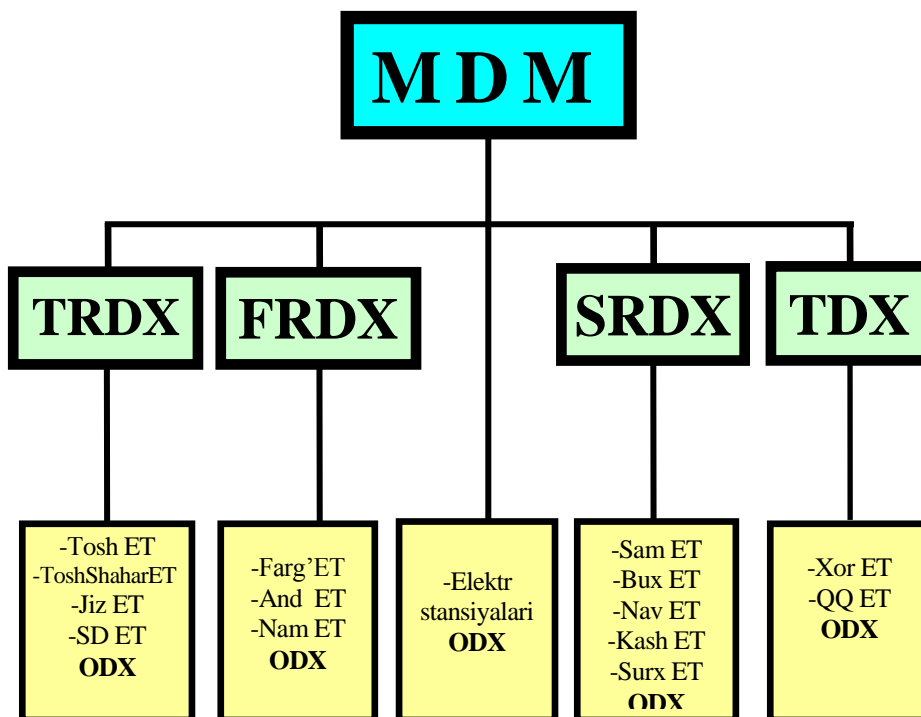 M D M
TRDX
FRDX
SRDX
TDX
-Tosh ET
-ToshShaharET
-Jiz ET
-SD ET
ODX
-Farg’ET
-And ET
-Nam ET
ODX
-Elektr
stansiyalari
ODX
-Sam ET
-Bux ET
-Nav ET
-Kash ET
-Surx ET
ODX
-Xor ET
-QQ ET
ODX